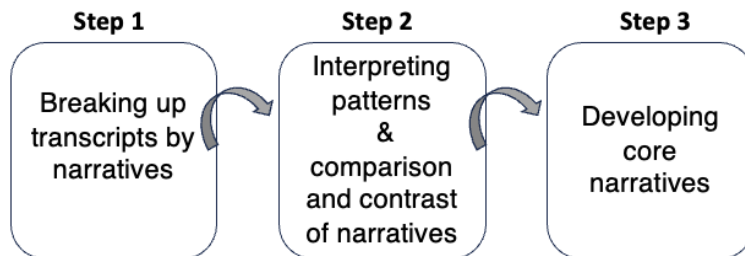 Step 1
Breaking up
transcripts by
narratives
Step 2
Interpreting
patterns
&
comparison
and contrast
of narratives
Step 3
Developing
core
narratives